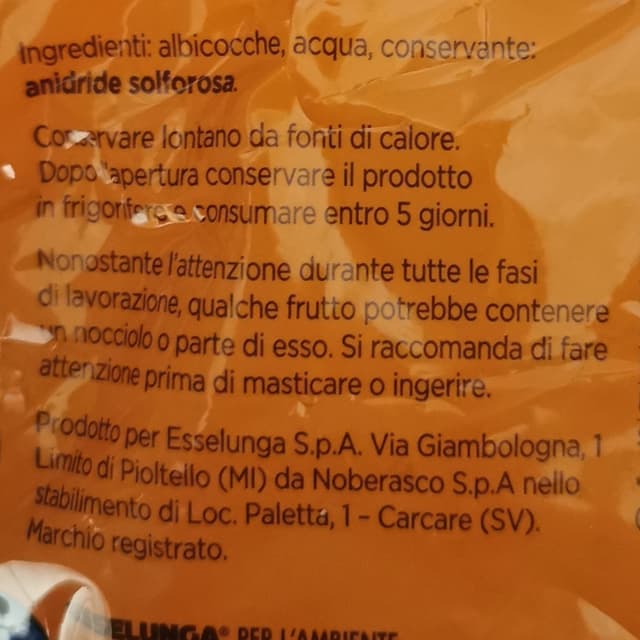 Ingredienti: albicocche, acqua, conservante:
anidride solforosa.
Conservare lontano da fonti di calore.
Dopo l'apertura conservare il prodotto
in frigorifero e consumare entro 5 giorni.
Nonostante l'attenzione durante tutte le fasi
di lavorazione, qualche frutto potrebbe contenere
un nocciolo o parte di esso. Si raccomanda di fare
attenzione prima di masticare o ingerire.
Prodotto per Esselunga S.p.A. Via Giambologna, 1
Limito di Pioltello (MI) da Noberasco S.p.A nello
stabilimento di Loc. Paletta, 1 - Carcare (SV).
Marchio registrato.
ESSELUNGA® PER L'AMBIENTE